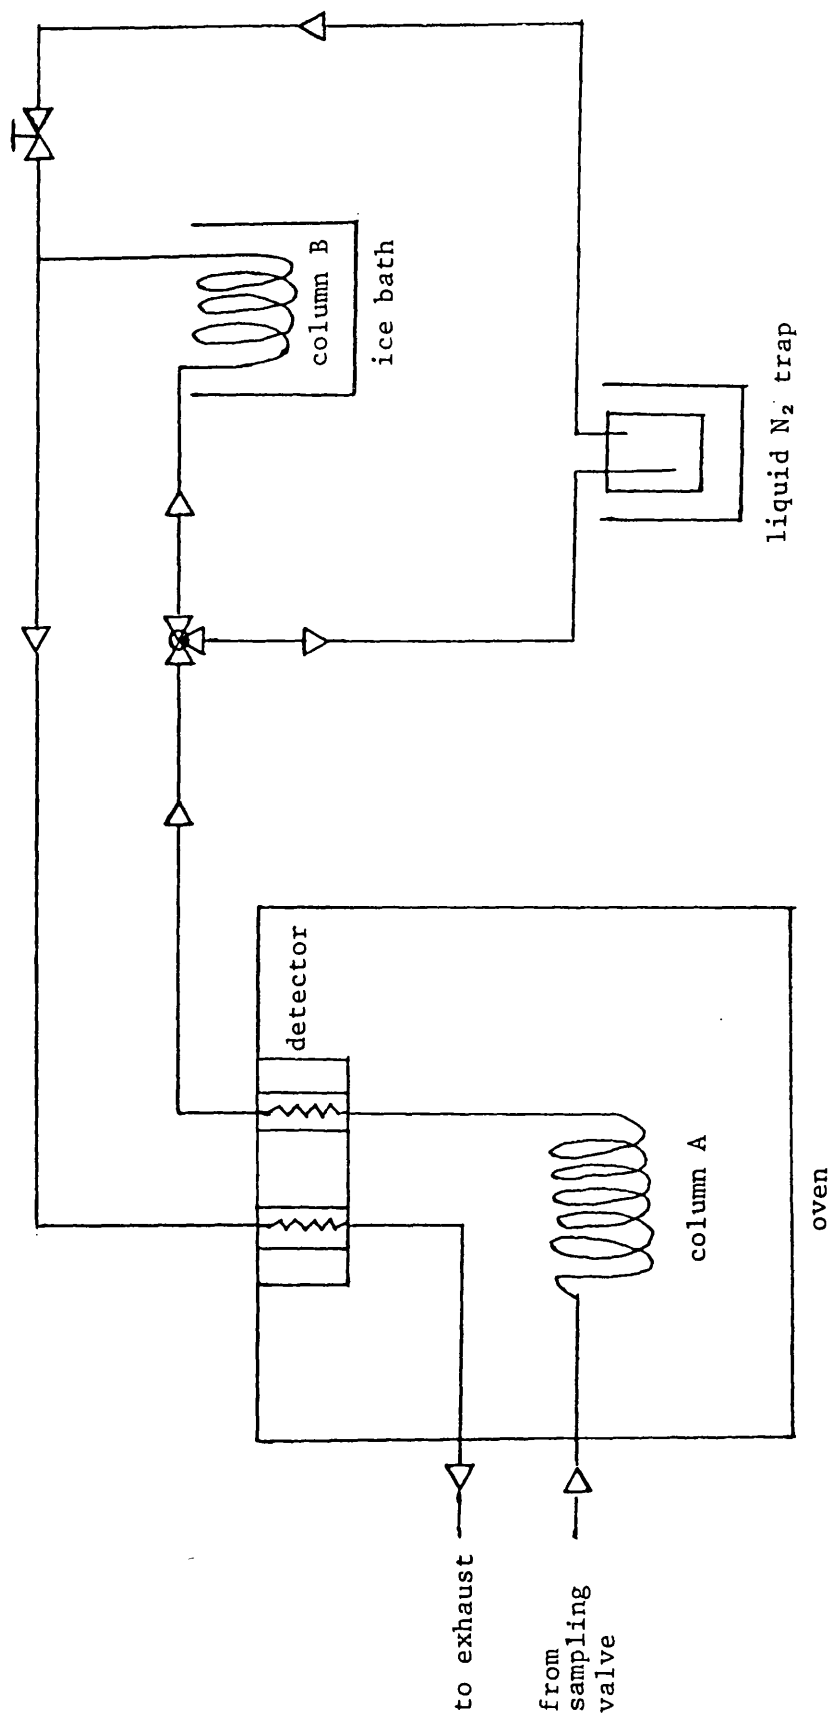 column B
ice bath
liquid N₂ trap
detector
column A
oven
to exhaust
from
sampling
valve